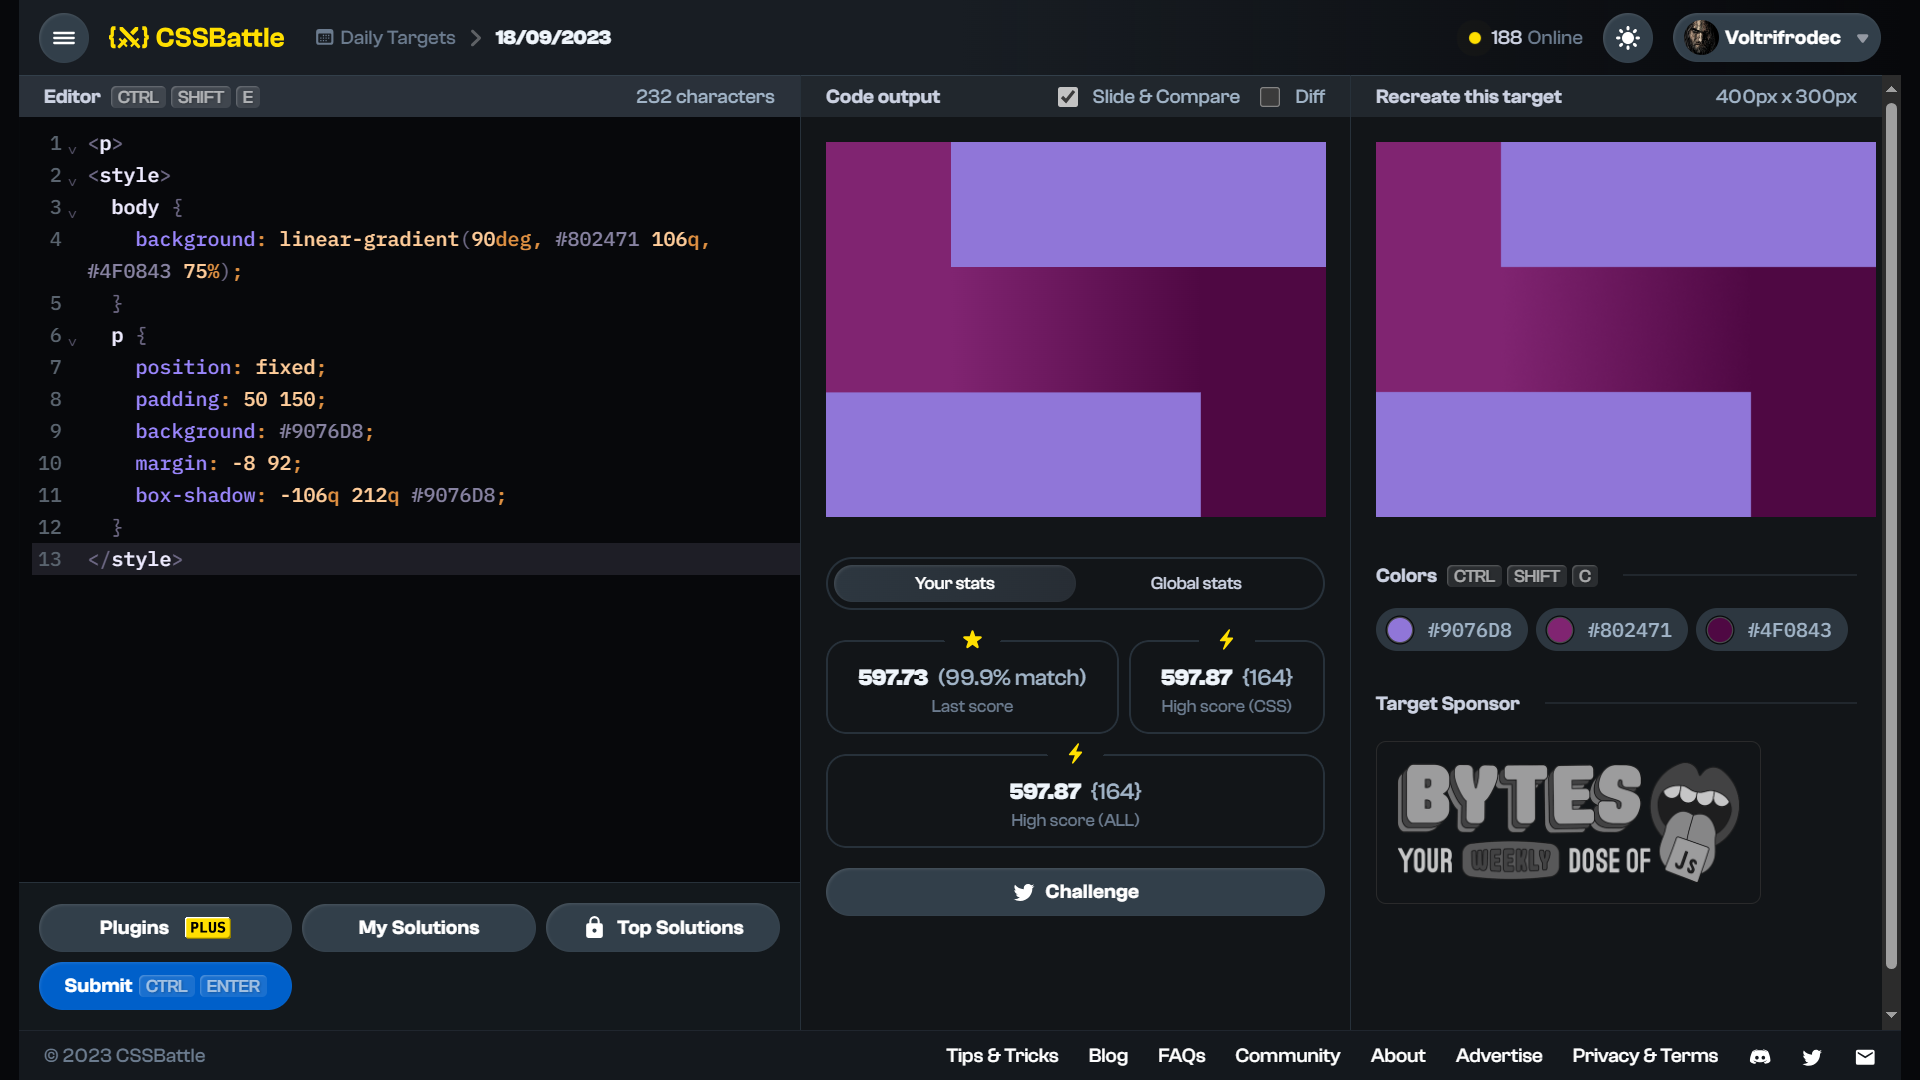 CSSBattle
Daily Targets
18/09/2023
188 Online
Voltrifrodec
Editor CTRL SHIFT E
232 characters
1 <p>
2 <style>
3 body {
4 background: linear-gradient(90deg, #802471 106q,
#4F0843 75%);
5 }
6 p {
7 position: fixed;
8 padding: 50 150;
9 background: #9076D8;
10 margin: -8 92;
11 box-shadow: -106q 212q #9076D8;
12 }
13 </style>
Plugins PLUS
My Solutions
Top Solutions
Submit CTRL ENTER
Code output
Slide & Compare
Diff
Your stats
Global stats
597.73 (99.9% match)
Last score
597.87 {164}
High score (CSS)
597.87 {164}
High score (ALL)
Challenge
Recreate this target
400px x 300px
Colors CTRL SHIFT C
#9076D8
#802471
#4F0843
Target Sponsor
BYTES
YOUR WEEKLY DOSE OF JS
© 2023 CSSBattle
Tips & Tricks
Blog
FAQs
Community
About
Advertise
Privacy & Terms